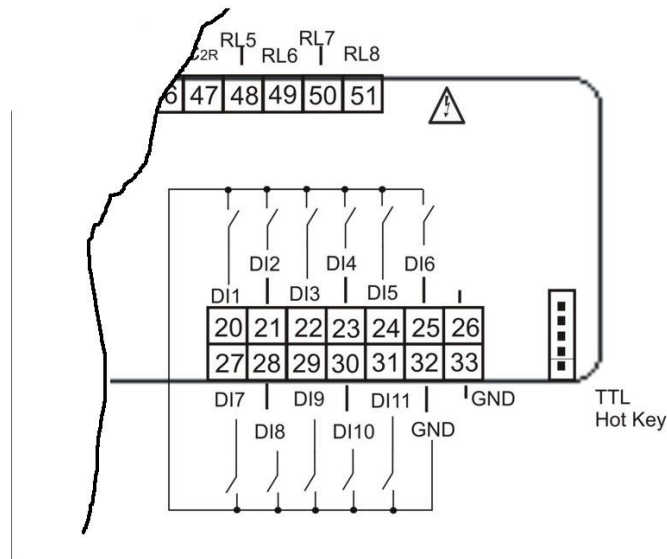 RL5 RL7
C2R RL6 RL8
6 47 48 49 50 51
DI2 DI4 DI6
DI1 DI3 DI5
20 21 22 23 24 25 26
27 28 29 30 31 32 33
DI7 DI9 DI11 GND
DI8 DI10 GND
TTL
Hot Key